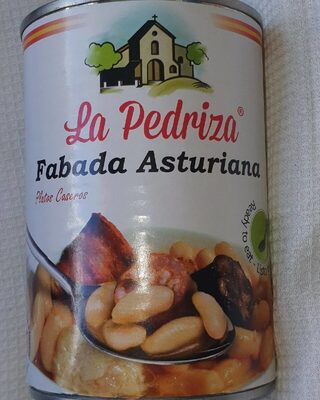 La Pedriza®
Fabada Asturiana
Platos Caseros
Ready to eat -